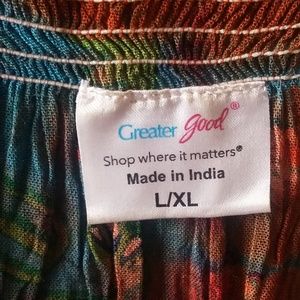 Greater good®
Shop where it matters®
Made in India
L/XL